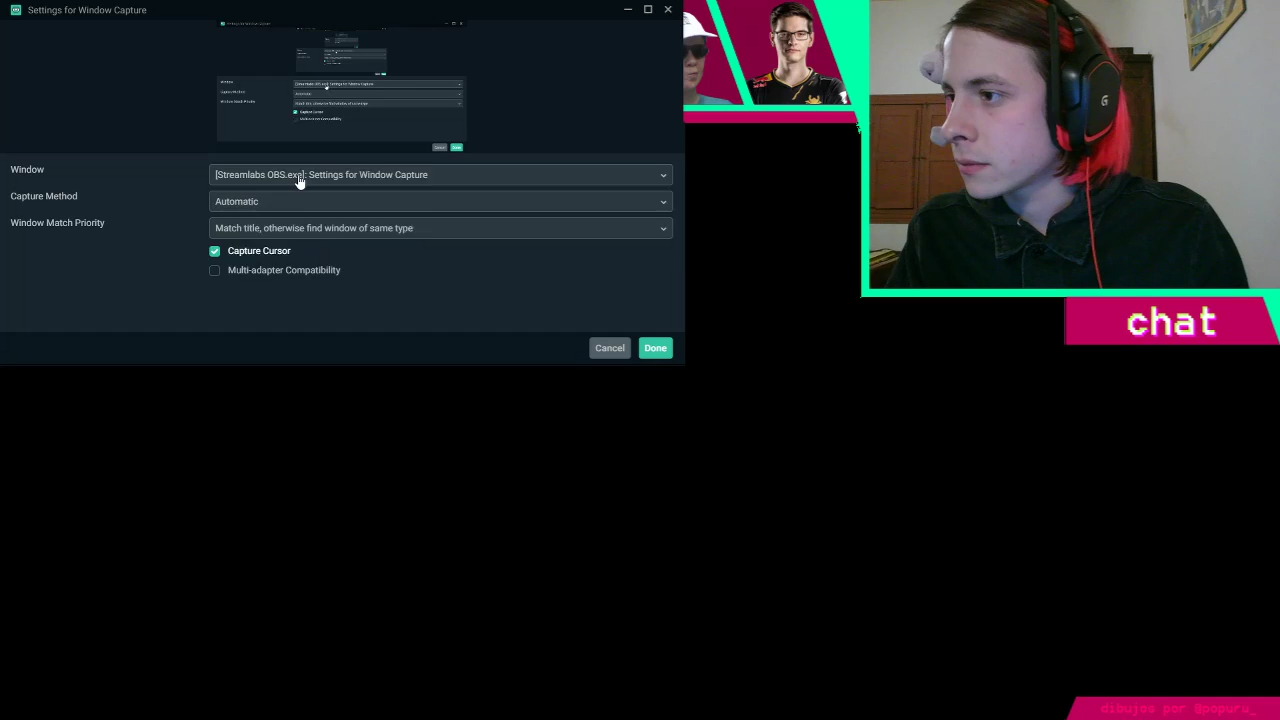 Settings for Window Capture
Window
[Streamlabs OBS.exe]: Settings for Window Capture
Capture Method
Automatic
Window Match Priority
Match title, otherwise find window of same type
Capture Cursor
Multi-adapter Compatibility
Cancel
Done
chat
dibujos por @popuru_